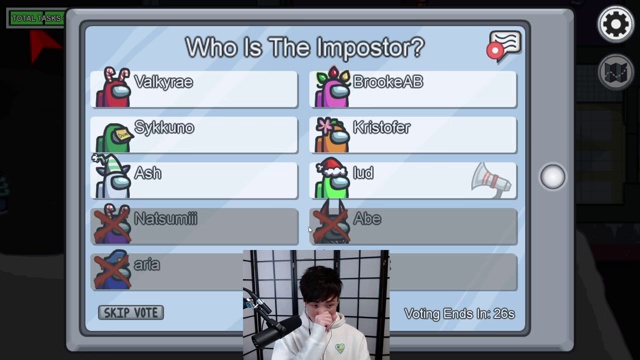 TOTAL TASKS
Who Is The Impostor?
Valkyrae
BrookeAB
Sykkuno
Kristofer
Ash
lud
Natsumiii
Abe
aria
SKIP VOTE
Voting Ends In: 26s